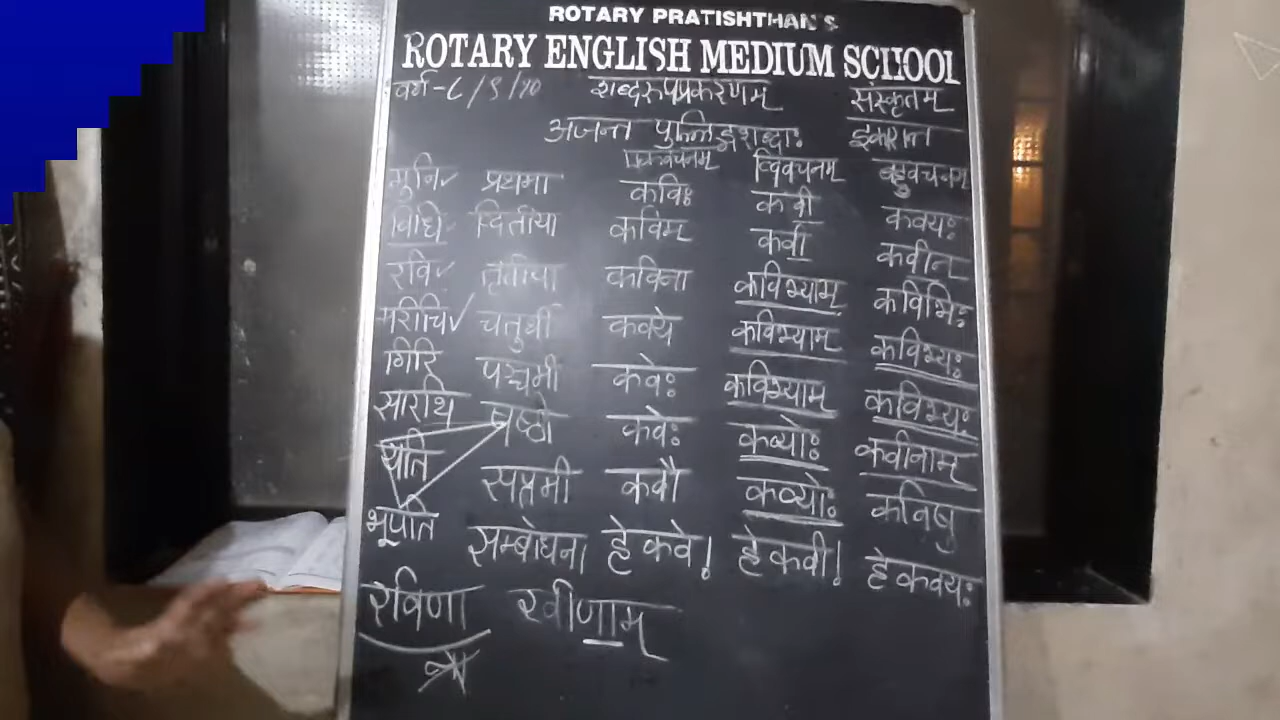 ROTARY PRATISHTHAN'S
ROTARY ENGLISH MEDIUM SCHOOL
वर्ग-८/९/१० शब्दरुपप्रकरणम् संस्कृतम्
अजन्त पुल्लिङ्गशब्दाः इकारान्त
एकवचनम् द्विवचनम् बहुवचनम्
मुनि✓ प्रथमा कविः कवी कवयः
विधि द्वितीया कविम् कवी कवीन्
रवि✓ तृतीया कविना कविभ्याम् कविभिः
मरीचि✓ चतुर्थी कवये कविभ्याम् कविभ्यः
गिरि पञ्चमी कवेः कविभ्याम् कविभ्यः
सारथि षष्ठी कवेः कव्योः कवीनाम्
यति सप्तमी कवौ कव्योः कविषु
भूपति सम्बोधना हे कवे! हे कवी! हे कवयः
रविणा रवीणाम्